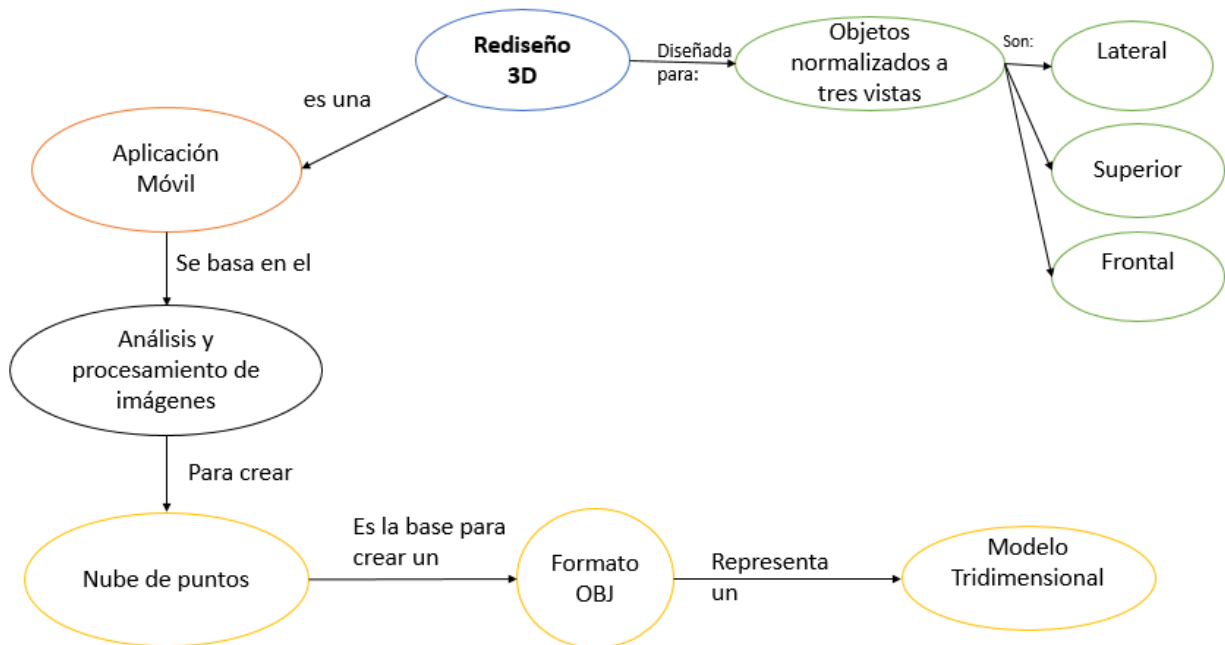 Rediseño
3D
Diseñada
para:
Objetos
normalizados a
tres vistas
Son:
Lateral
Superior
Frontal
es una
Aplicación
Móvil
Se basa en el
Análisis y
procesamiento de
imágenes
Para crear
Nube de puntos
Es la base para
crear un
Formato
OBJ
Representa
un
Modelo
Tridimensional